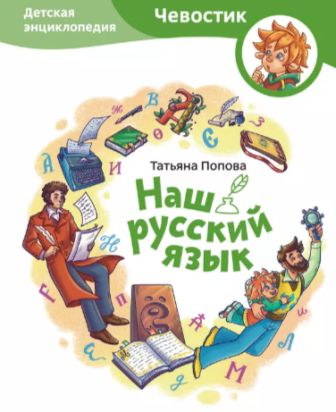 Детская
энциклопедия
Чевостик
Татьяна Попова
Наш
русский
язык